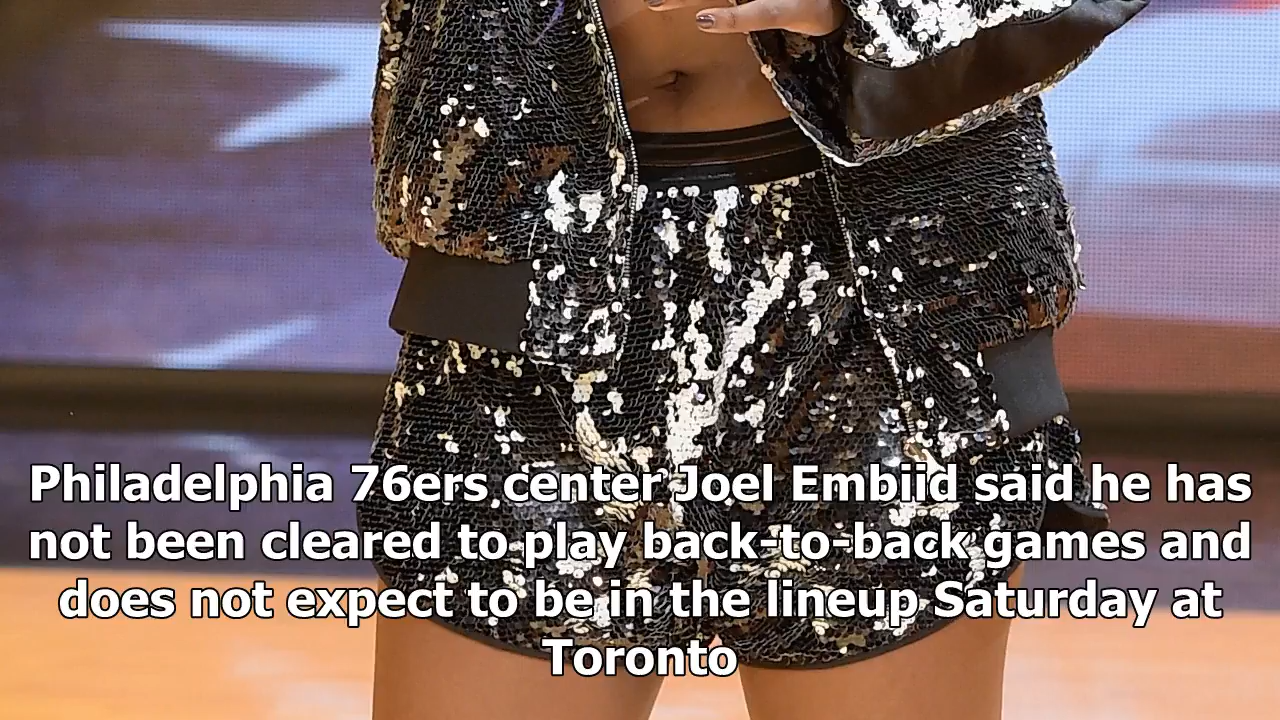 Philadelphia 76ers center Joel Embiid said he has
not been cleared to play back-to-back games and
does not expect to be in the lineup Saturday at
Toronto